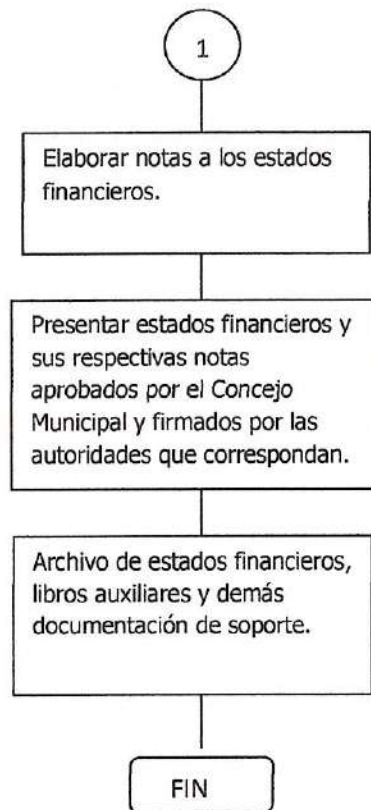 1
Elaborar notas a los estados
financieros.
Presentar estados financieros y
sus respectivas notas
aprobados por el Concejo
Municipal y firmados por las
autoridades que correspondan.
Archivo de estados financieros,
libros auxiliares y demás
documentación de soporte.
FIN